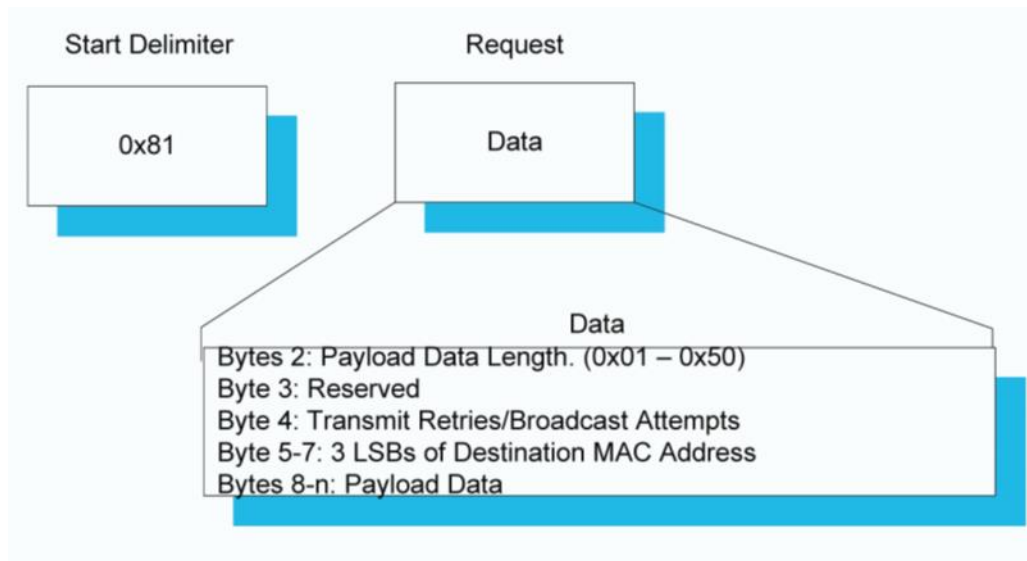 Start Delimiter
Request
0x81
Data
Data
Bytes 2: Payload Data Length. (0x01 – 0x50)
Byte 3: Reserved
Byte 4: Transmit Retries/Broadcast Attempts
Byte 5-7: 3 LSBs of Destination MAC Address
Bytes 8-n: Payload Data